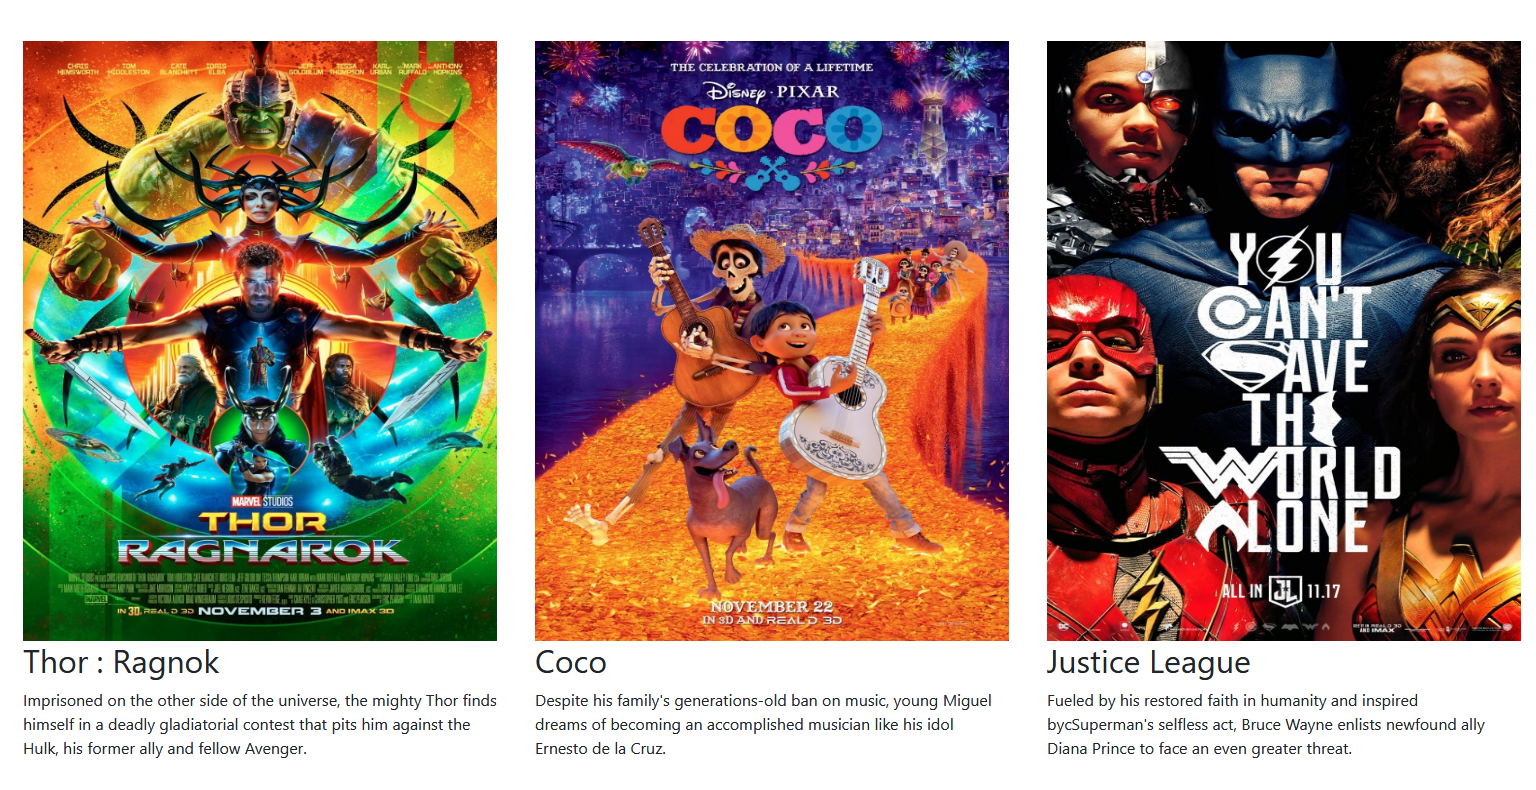 CHRIS HEMSWORTH TOM HIDDLESTON CATE BLANCHETT IDRIS ELBA JEFF GOLDBLUM TESSA THOMPSON KARL URBAN MARK RUFFALO ANTHONY HOPKINS
MARVEL STUDIOS
THOR
RAGNAROK
MARVEL
IN 3D, REAL D 3D NOVEMBER 3 AND IMAX 3D
THE CELEBRATION OF A LIFETIME
Disney · PIXAR
COCO
NOVEMBER 22
IN 3D AND REAL D 3D
YOU
CAN'T
SAVE
THE
WORLD
ALONE
ALL IN JL 11.17
SEE IN REAL D 3D
AND IMAX
Thor : Ragnok
Imprisoned on the other side of the universe, the mighty Thor finds
himself in a deadly gladiatorial contest that pits him against the
Hulk, his former ally and fellow Avenger.
Coco
Despite his family's generations-old ban on music, young Miguel
dreams of becoming an accomplished musician like his idol
Ernesto de la Cruz.
Justice League
Fueled by his restored faith in humanity and inspired
bycSuperman's selfless act, Bruce Wayne enlists newfound ally
Diana Prince to face an even greater threat.